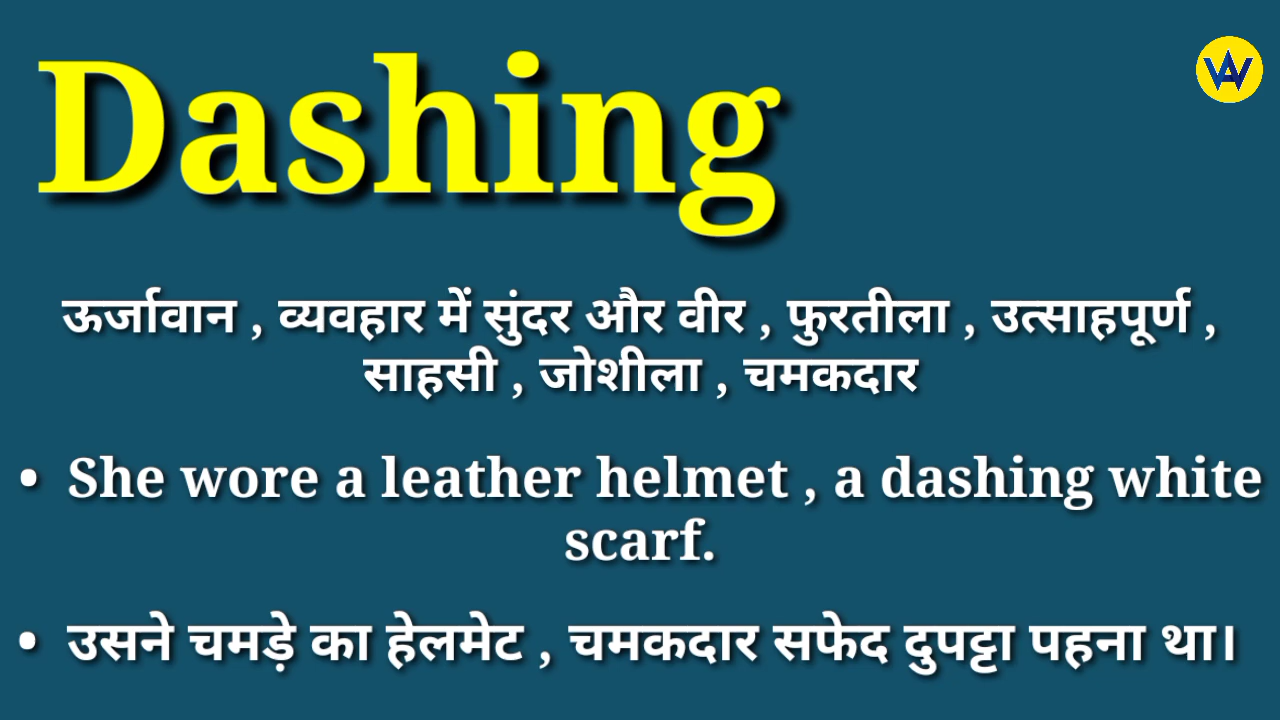 Dashing
ऊर्जावान , व्यवहार में सुंदर और वीर , फुरतीला , उत्साहपूर्ण ,
साहसी , जोशीला , चमकदार
• She wore a leather helmet , a dashing white
scarf.
• उसने चमड़े का हेलमेट , चमकदार सफेद दुपट्टा पहना था।